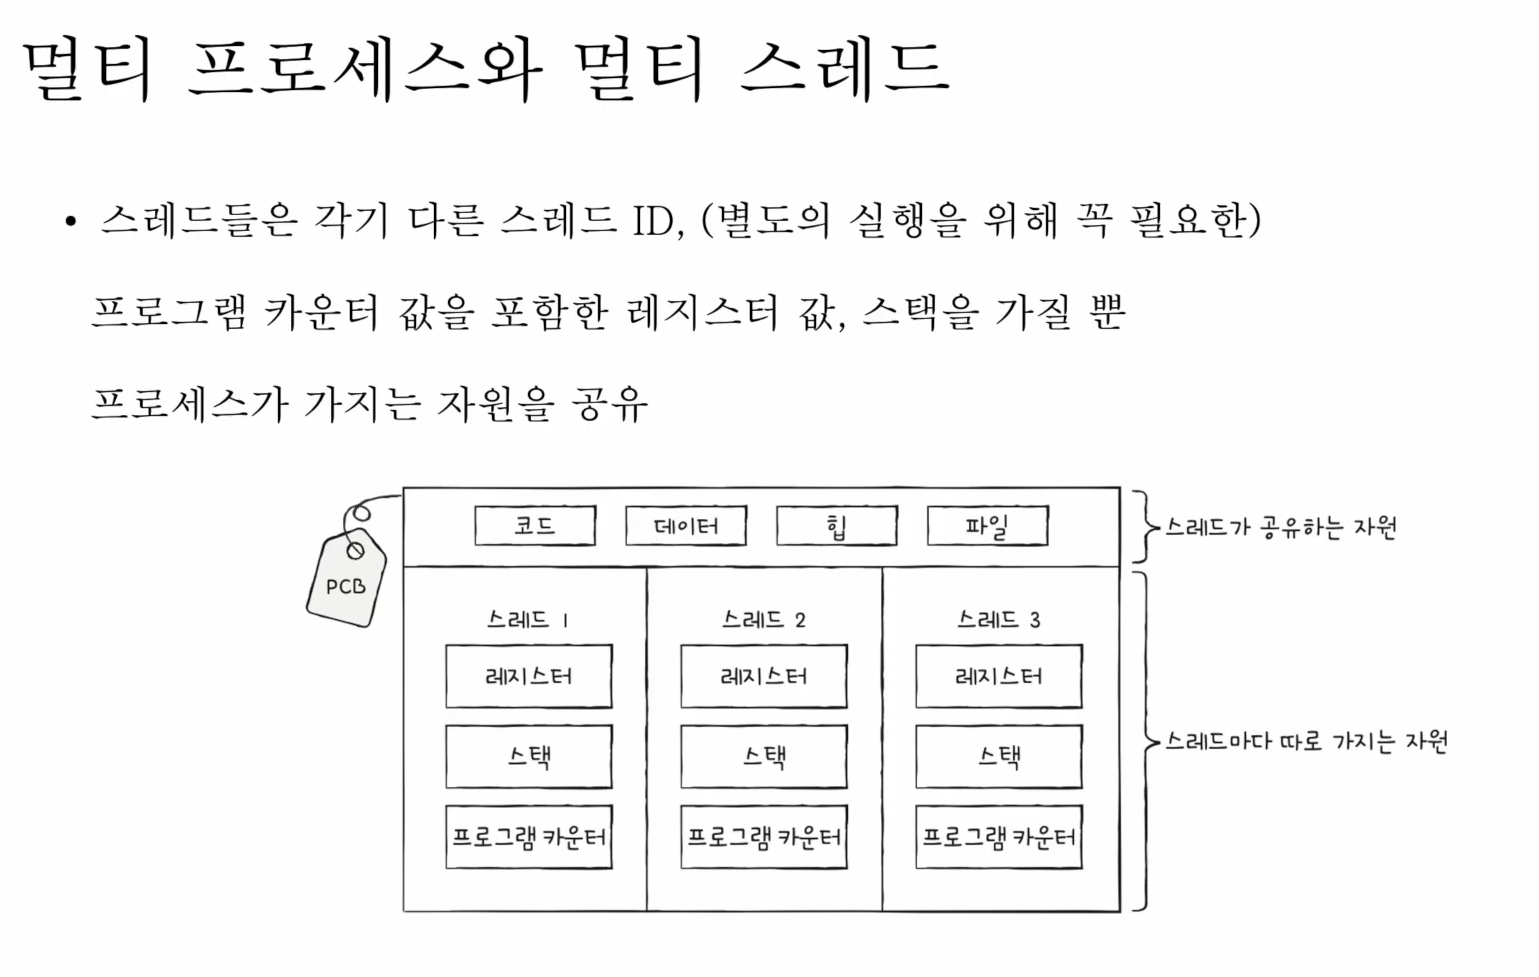 멀티 프로세스와 멀티 스레드
• 스레드들은 각기 다른 스레드 ID, (별도의 실행을 위해 꼭 필요한)
프로그램 카운터 값을 포함한 레지스터 값, 스택을 가질 뿐
프로세스가 가지는 자원을 공유
PCB
코드 데이터 힙 파일
스레드가 공유하는 자원
스레드 1 스레드 2 스레드 3
레지스터 레지스터 레지스터
스택 스택 스택
프로그램 카운터 프로그램 카운터 프로그램 카운터
스레드마다 따로 가지는 자원